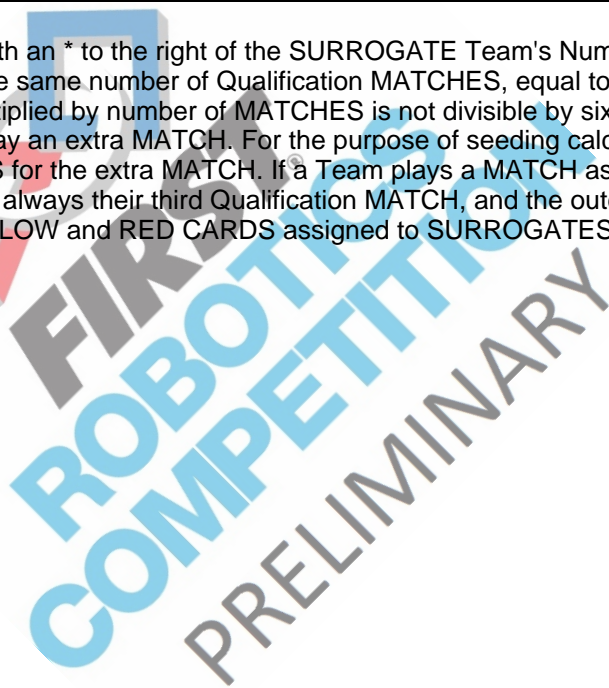 th an * to the right of the SURROGATE Team's Num
e same number of Qualification MATCHES, equal to
tiplied by number of MATCHES is not divisible by six
ay an extra MATCH. For the purpose of seeding calc
S for the extra MATCH. If a Team plays a MATCH as
always their third Qualification MATCH, and the outc
LOW and RED CARDS assigned to SURROGATES
FIRST®
ROBOTICS
COMPETITION
PRELIMINARY